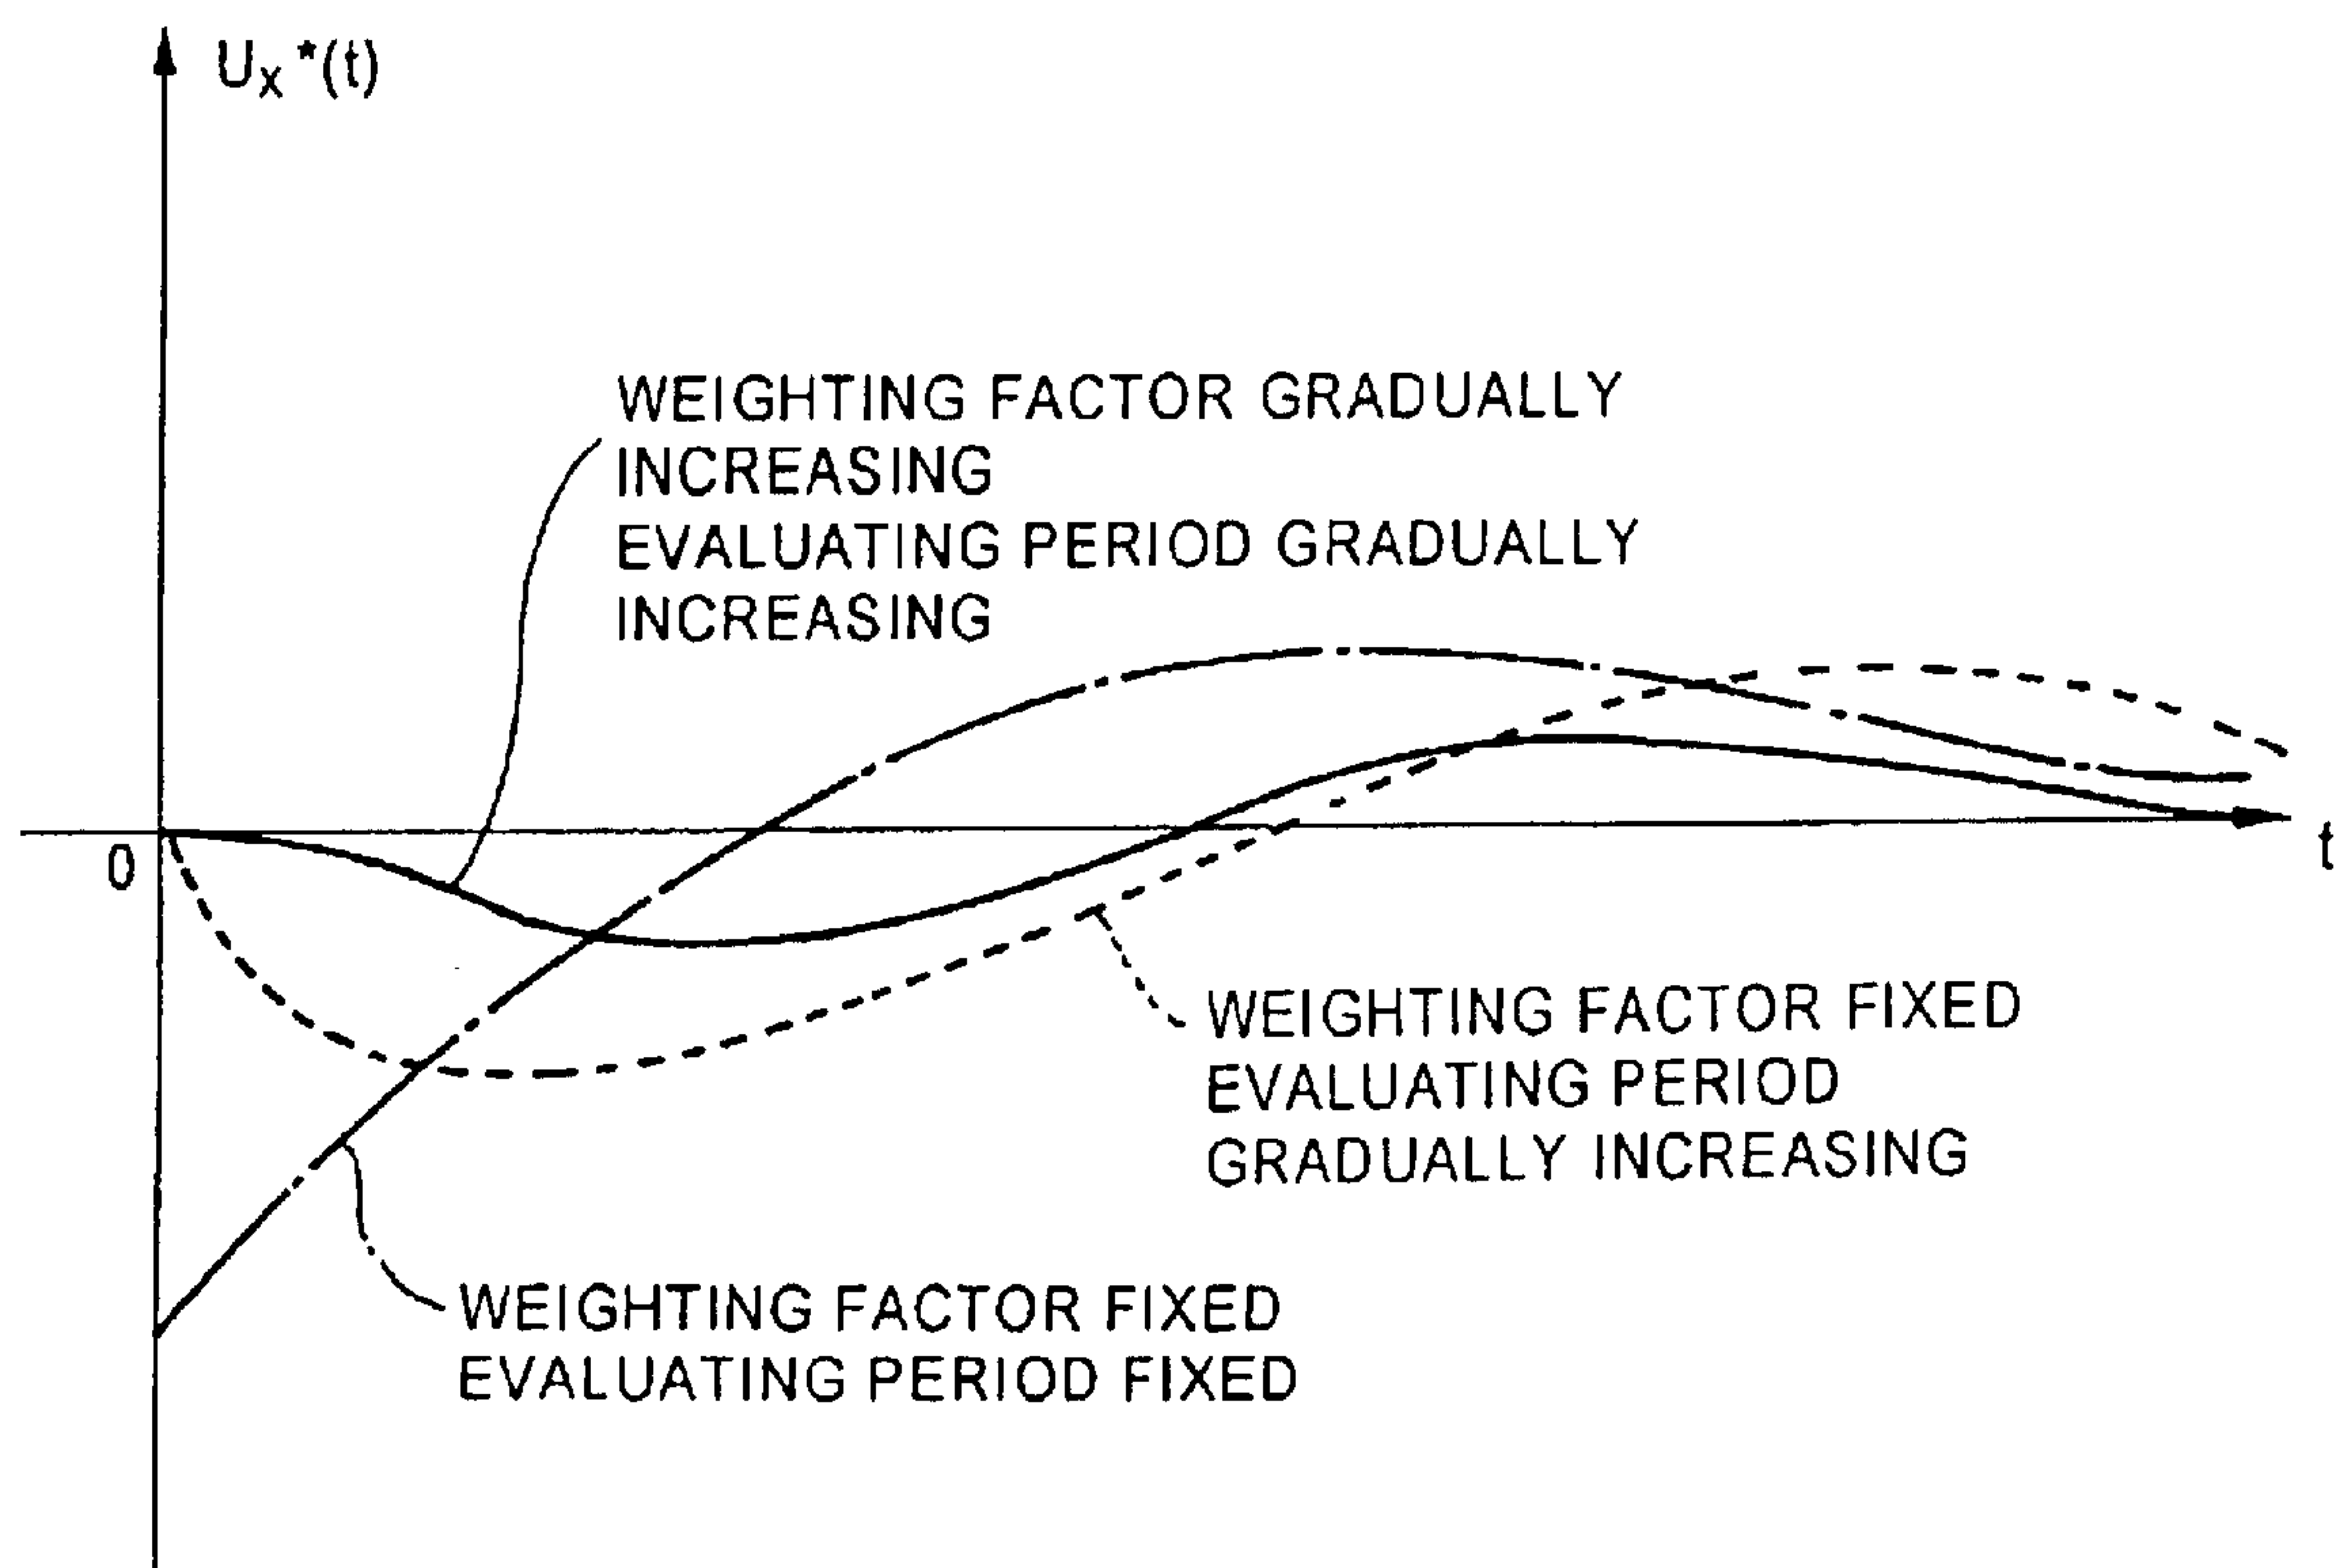 Ux*(t)
WEIGHTING FACTOR GRADUALLY
INCREASING
EVALUATING PERIOD GRADUALLY
INCREASING
0
t
WEIGHTING FACTOR FIXED
EVALUATING PERIOD
GRADUALLY INCREASING
WEIGHTING FACTOR FIXED
EVALUATING PERIOD FIXED